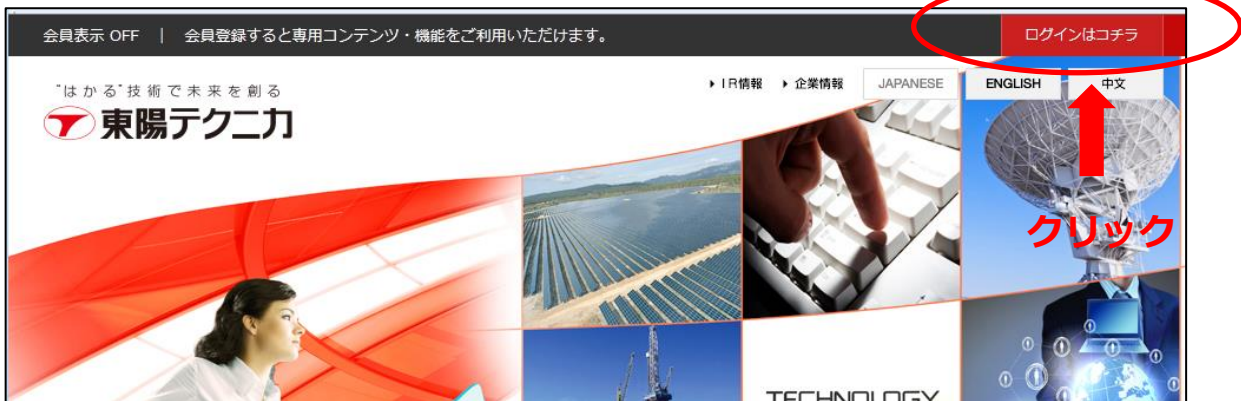 会員表示 OFF | 会員登録すると専用コンテンツ・機能をご利用いただけます。 ログインはコチラ
IR情報 企業情報 JAPANESE ENGLISH 中文
"はかる"技術で未来を創る
東陽テクニカ
クリック
TECHNOLOGY